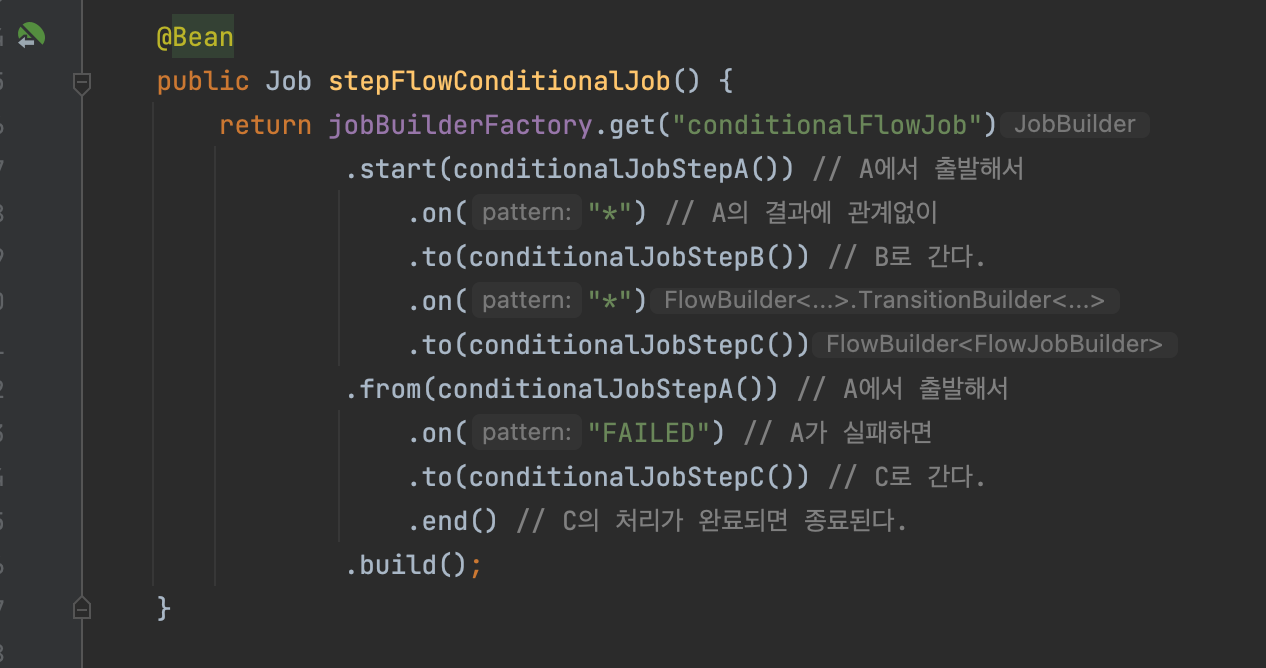 @Bean
public Job stepFlowConditionalJob() {
return jobBuilderFactory.get("conditionalFlowJob") JobBuilder
.start(conditionalJobStepA()) // A에서 출발해서
.on( pattern: "*") // A의 결과에 관계없이
.to(conditionalJobStepB()) // B로 간다.
.on( pattern: "*") FlowBuilder<...>.TransitionBuilder<...>
.to(conditionalJobStepC()) FlowBuilder<FlowJobBuilder>
.from(conditionalJobStepA()) // A에서 출발해서
.on( pattern: "FAILED") // A가 실패하면
.to(conditionalJobStepC()) // C로 간다.
.end() // C의 처리가 완료되면 종료된다.
.build();
}